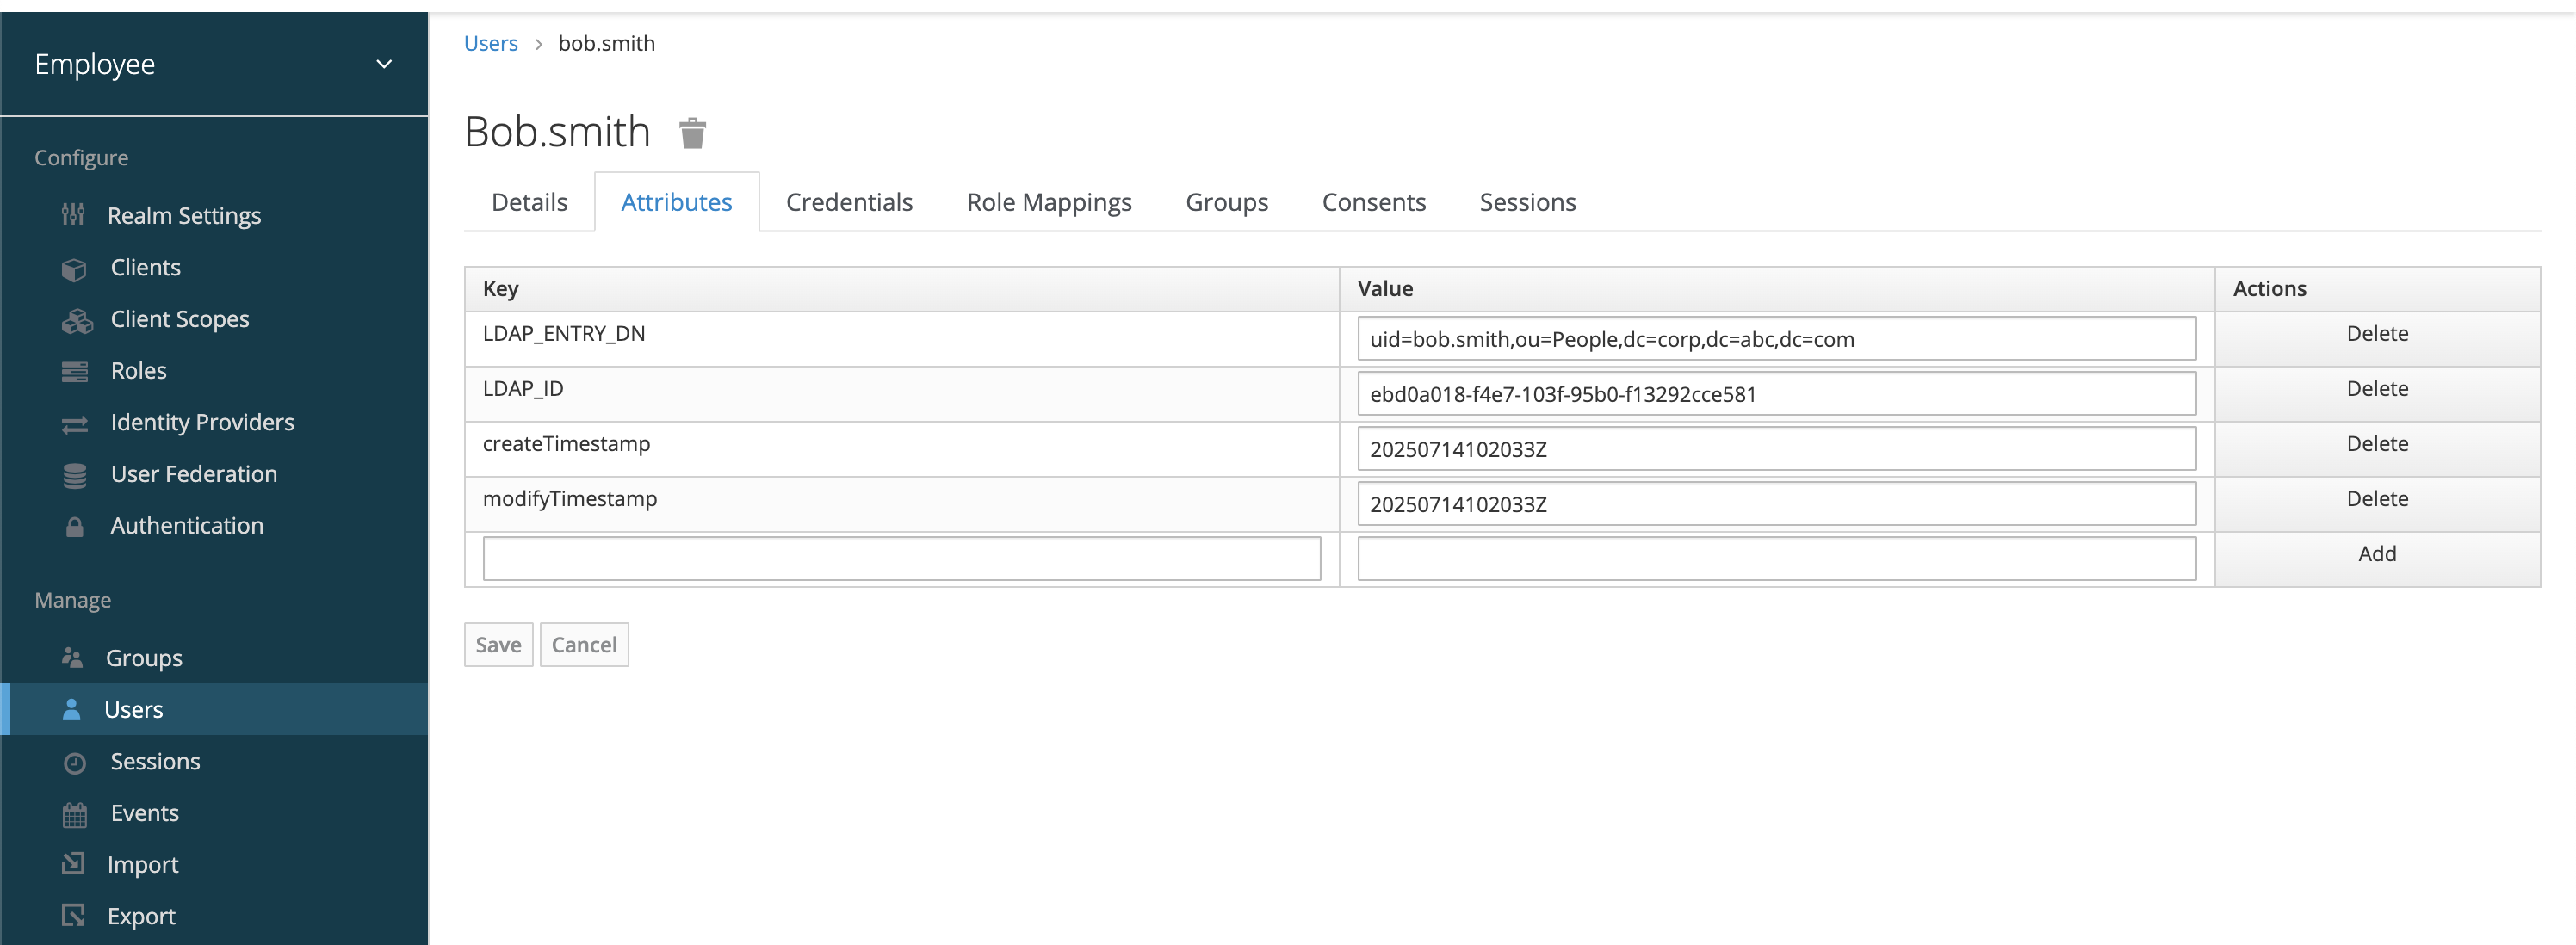 Employee
Configure
Realm Settings
Clients
Client Scopes
Roles
Identity Providers
User Federation
Authentication
Manage
Groups
Users
Sessions
Events
Import
Export
Users > bob.smith
Bob.smith
Details Attributes Credentials Role Mappings Groups Consents Sessions
Key Value Actions
LDAP_ENTRY_DN uid=bob.smith,ou=People,dc=corp,dc=abc,dc=com Delete
LDAP_ID ebd0a018-f4e7-103f-95b0-f13292cce581 Delete
createTimestamp 20250714102033Z Delete
modifyTimestamp 20250714102033Z Delete
Add
Save Cancel